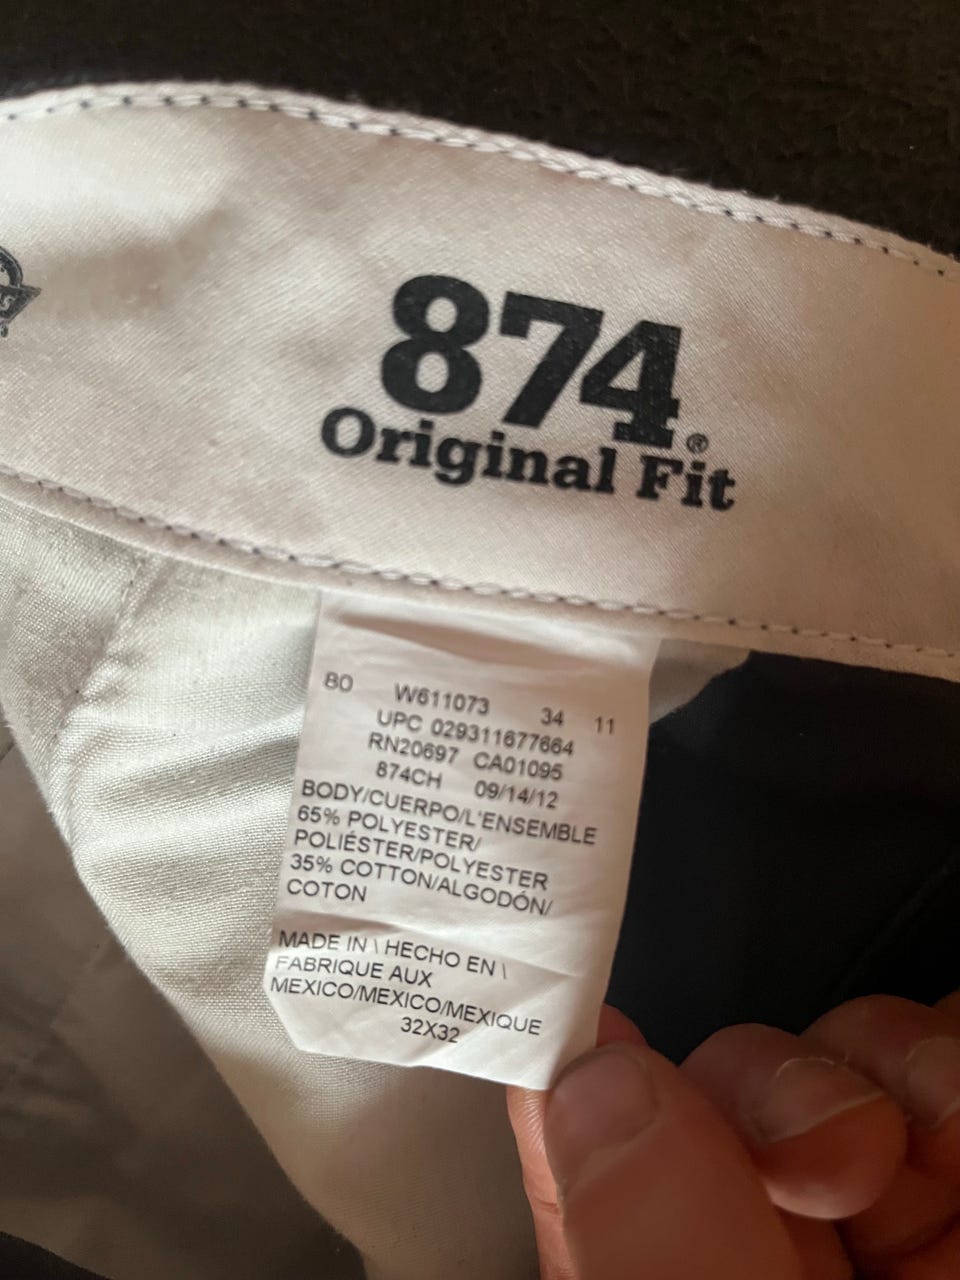 874®
Original Fit
80 W611073 34 11
UPC 029311677664
RN20697 CA01095
874CH 09/14/12
BODY/CUERPO/L'ENSEMBLE
65% POLYESTER/
POLIÉSTER/POLYESTER
35% COTTON/ALGODÓN/
COTON
MADE IN \ HECHO EN \
FABRIQUE AUX
MEXICO/MEXICO/MEXIQUE
32X32